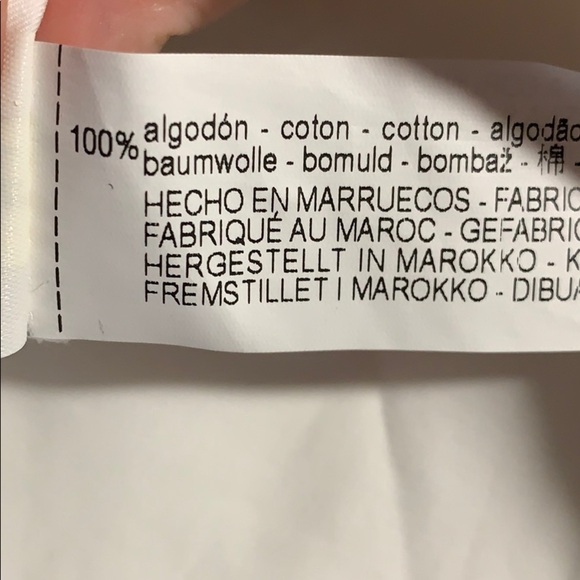 100% algodón - coton - cotton - algodão
baumwolle - bomuld - bombaž - 棉 -
HECHO EN MARRUECOS - FABRIC
FABRIQUÉ AU MAROC - GEFABRIC
HERGESTELLT IN MAROKKO - K
FREMSTILLET I MAROKKO - DIBUA